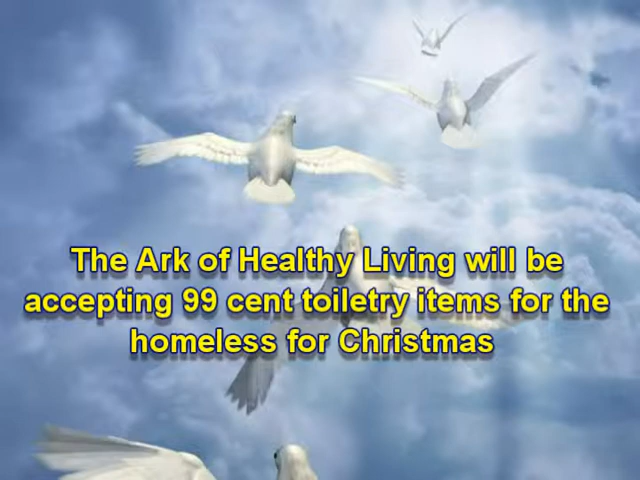 The Ark of Healthy Living will be
accepting 99 cent toiletry items for the
homeless for Christmas